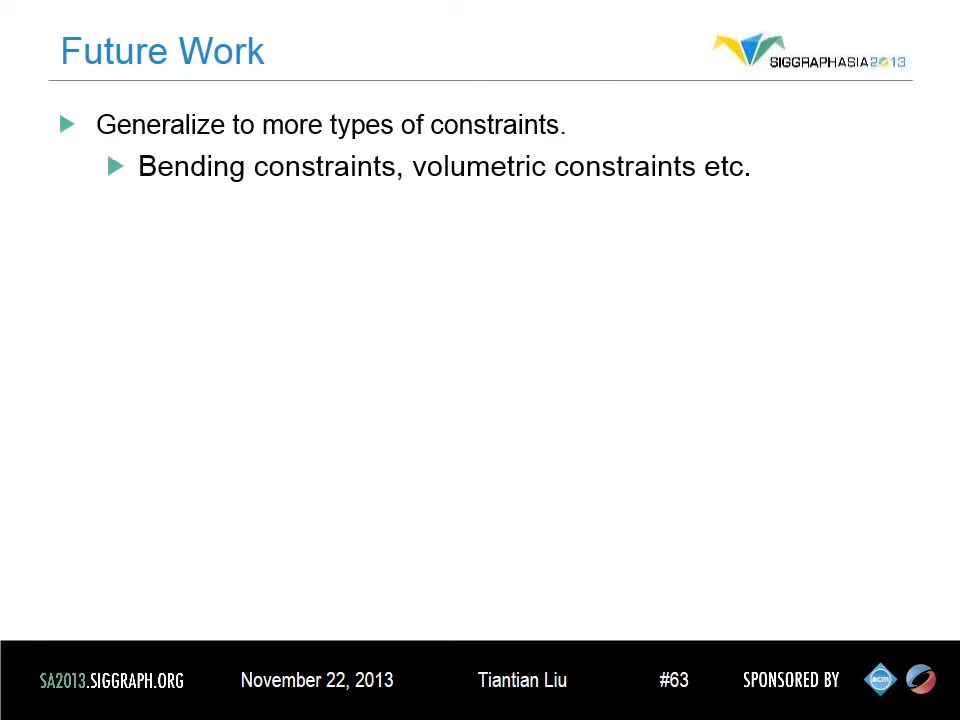 Future Work
SIGGRAPHASIA2013
Generalize to more types of constraints.
Bending constraints, volumetric constraints etc.
SA2013.SIGGRAPH.ORG November 22, 2013 Tiantian Liu #63 SPONSORED BY acm